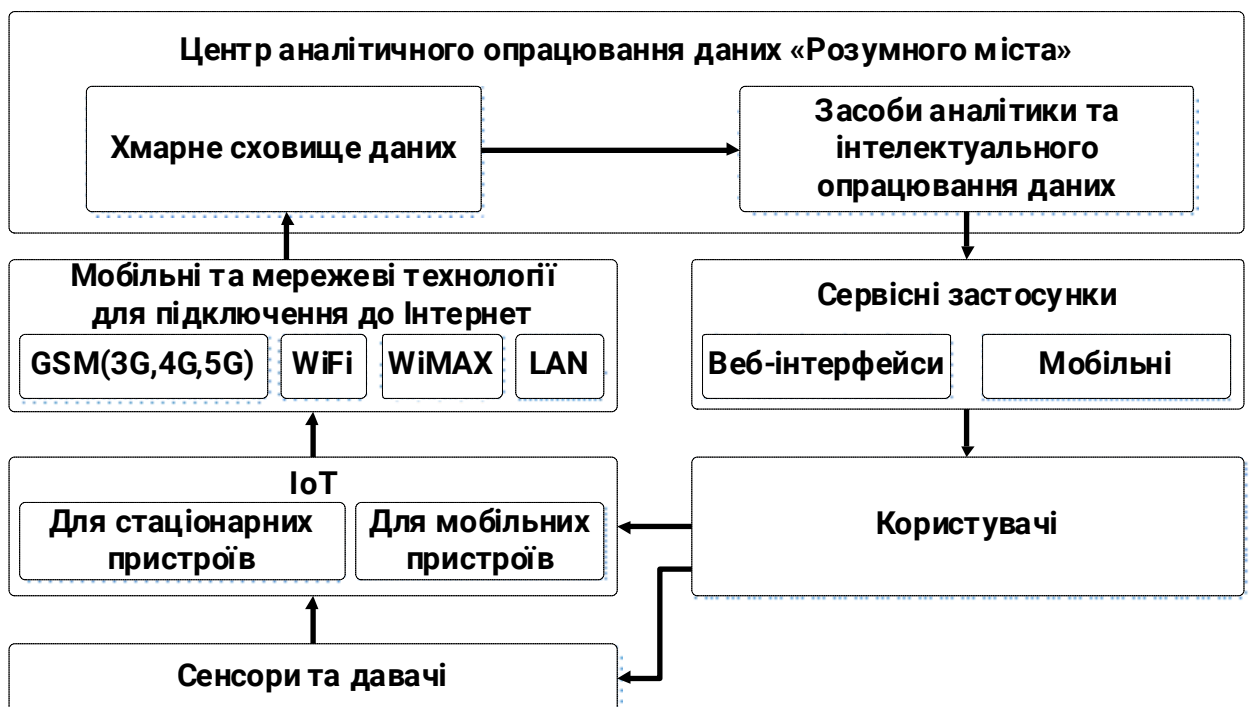 Центр аналітичного опрацювання даних «Розумного міста»
Хмарне сховище даних
Засоби аналітики та
інтелектуального
опрацювання даних
Мобільні та мережеві технології
для підключення до Інтернет
GSM(3G,4G,5G)
WiFi
WiMAX
LAN
Сервісні застосунки
Веб-інтерфейси
Мобільні
IoT
Для стаціонарних
пристроїв
Для мобільних
пристроїв
Користувачі
Сенсори та давачі